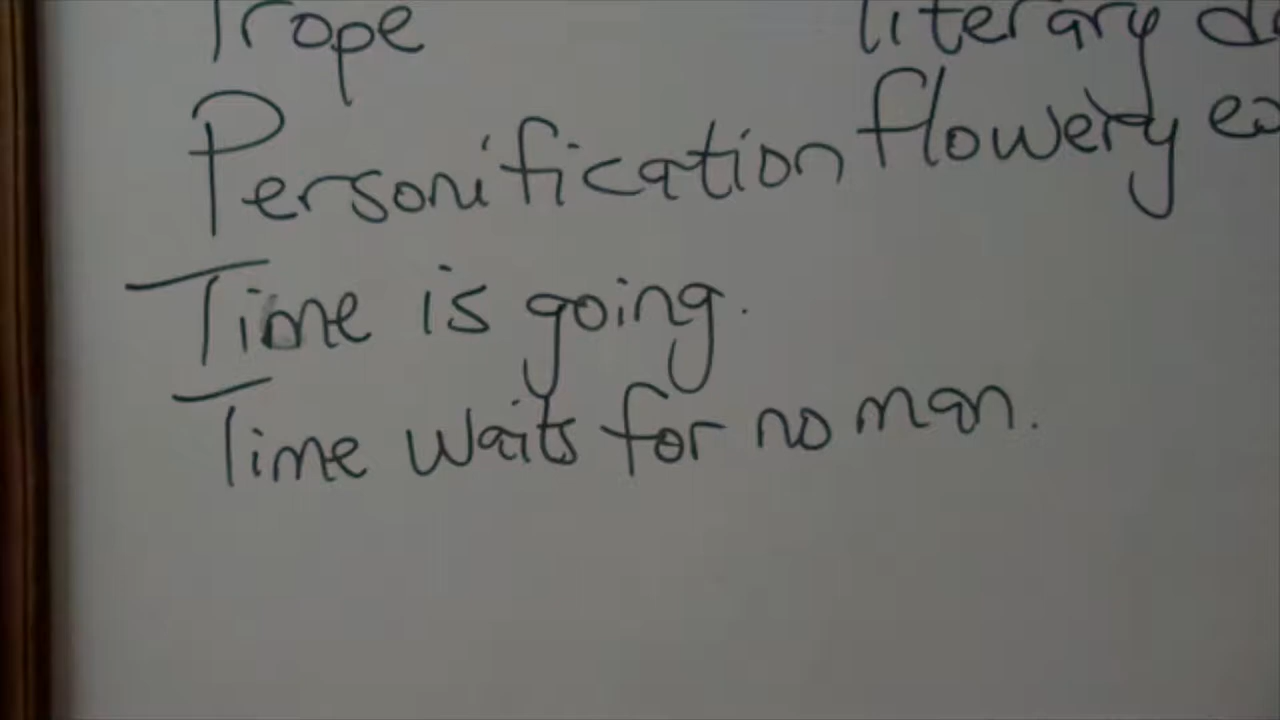 Trope literary
Personification flowery
Time is going.
Time waits for no man.